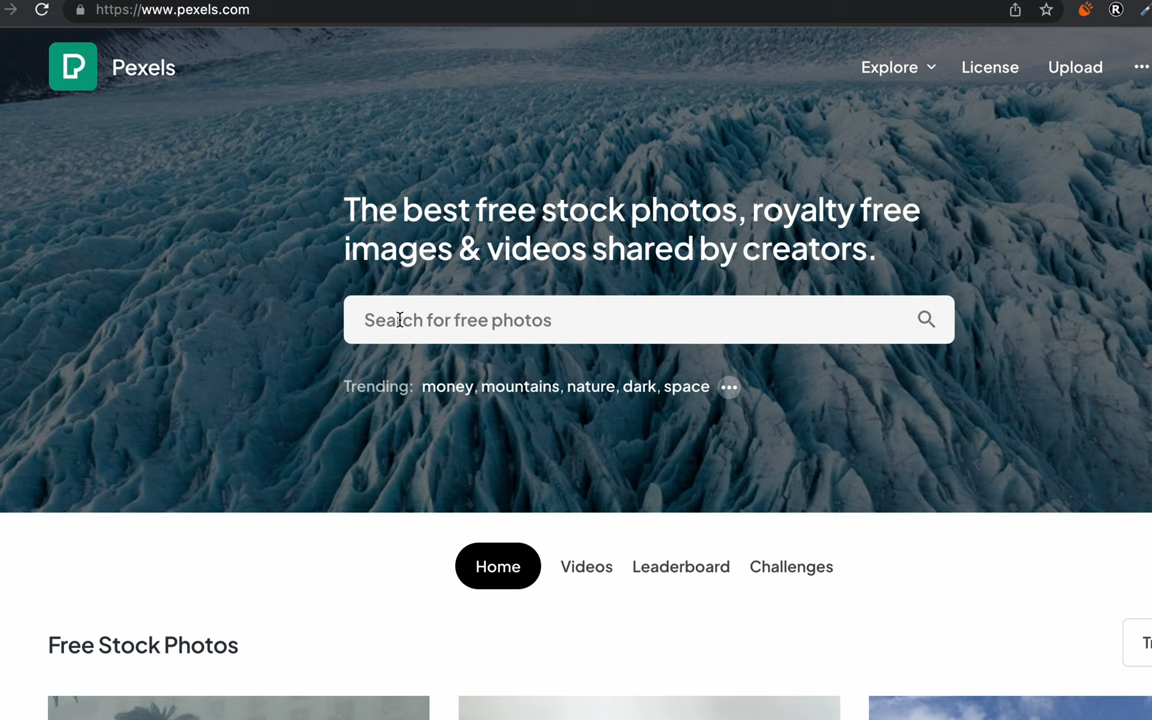 https://www.pexels.com
R
Pexels
Explore
License
Upload
The best free stock photos, royalty free
images & videos shared by creators.
Search for free photos
Trending: money, mountains, nature, dark, space
Home
Videos
Leaderboard
Challenges
Free Stock Photos